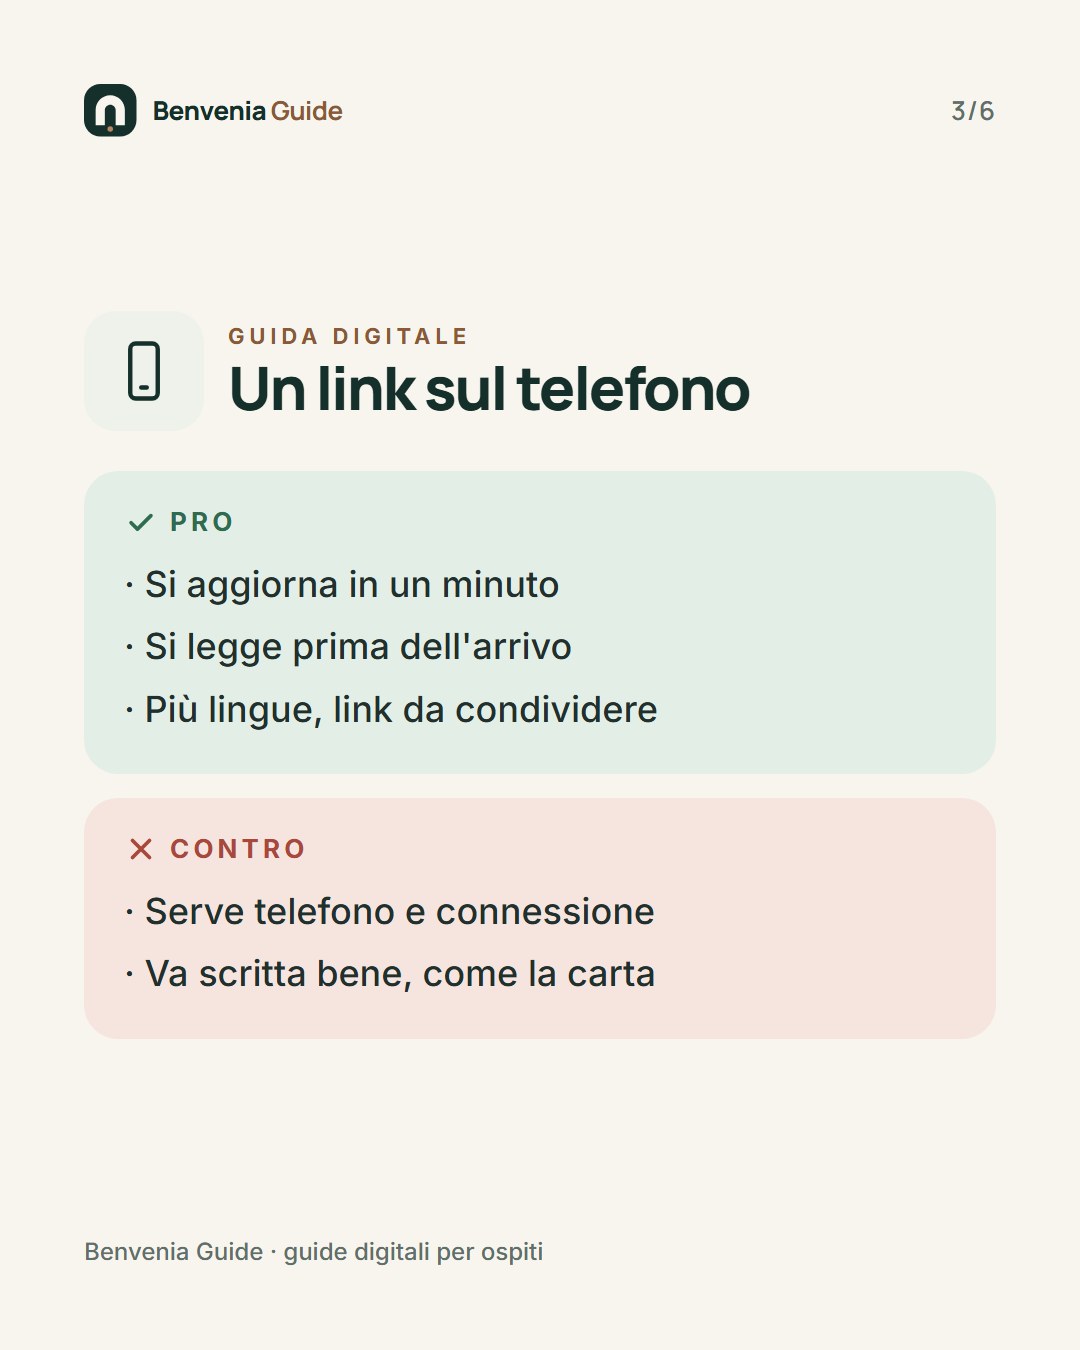 Benvenia Guide
3/6
GUIDA DIGITALE
Un link sul telefono
PRO
· Si aggiorna in un minuto
· Si legge prima dell'arrivo
· Più lingue, link da condividere
CONTRO
· Serve telefono e connessione
· Va scritta bene, come la carta
Benvenia Guide · guide digitali per ospiti